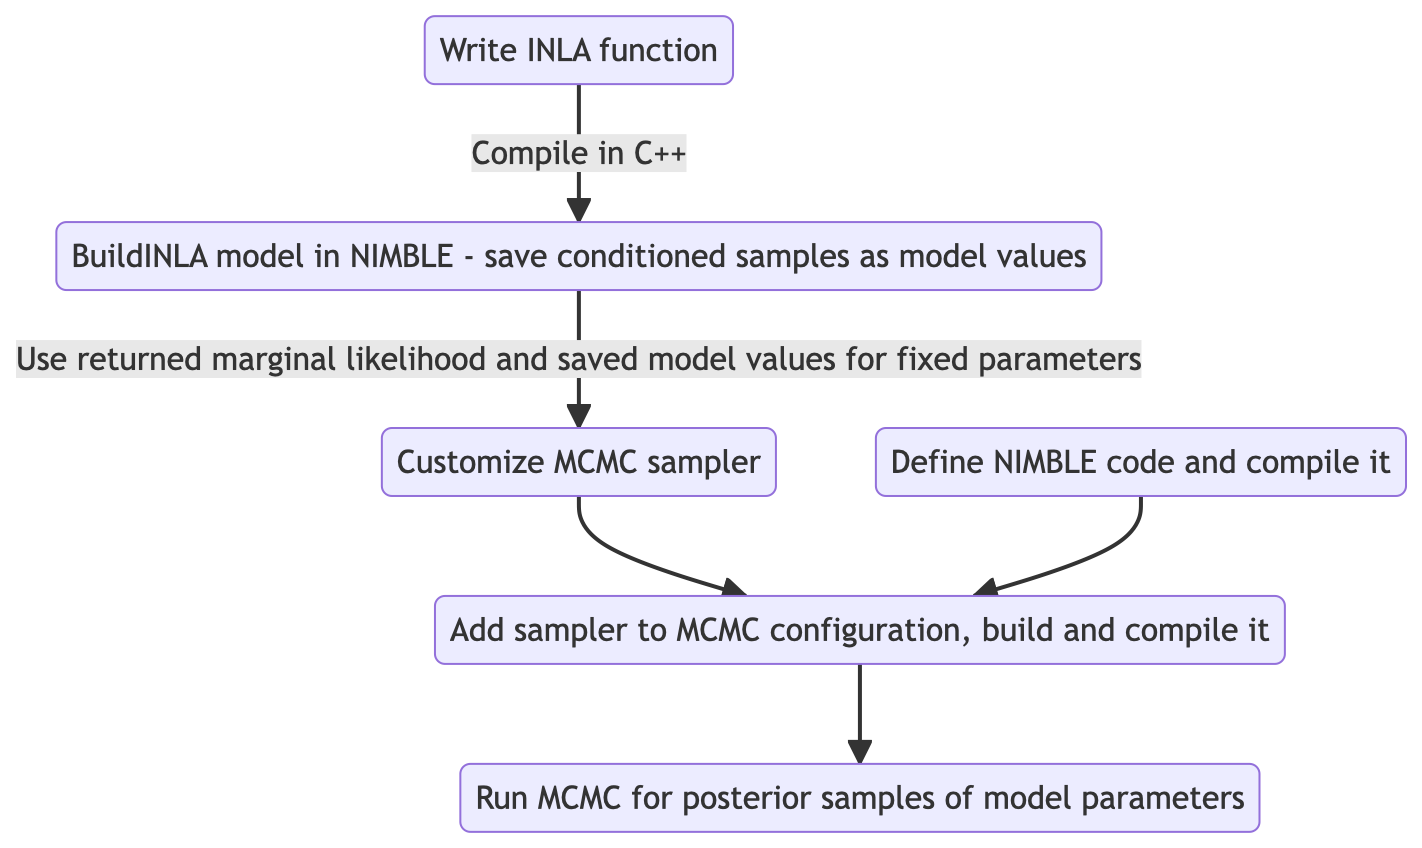 Write INLA function
Compile in C++
BuildINLA model in NIMBLE - save conditioned samples as model values
Use returned marginal likelihood and saved model values for fixed parameters
Customize MCMC sampler
Define NIMBLE code and compile it
Add sampler to MCMC configuration, build and compile it
Run MCMC for posterior samples of model parameters